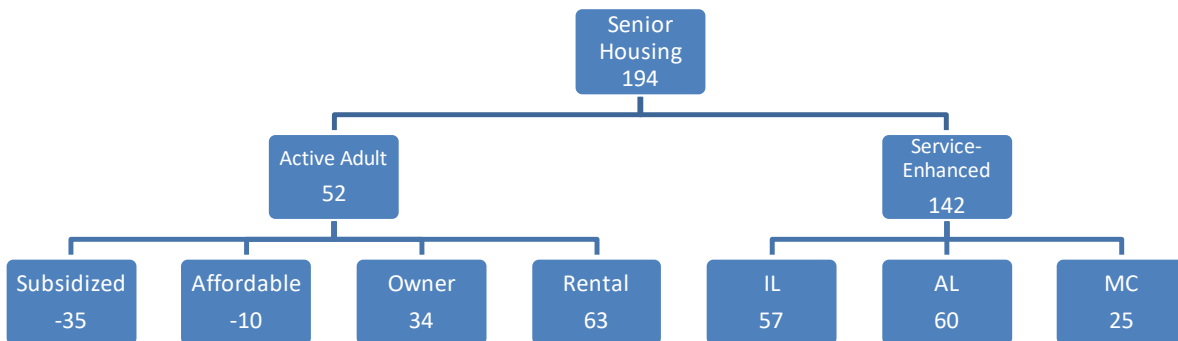 Senior
Housing
194
Active Adult
52
Service-
Enhanced
142
Subsidized
-35
Affordable
-10
Owner
34
Rental
63
IL
57
AL
60
MC
25